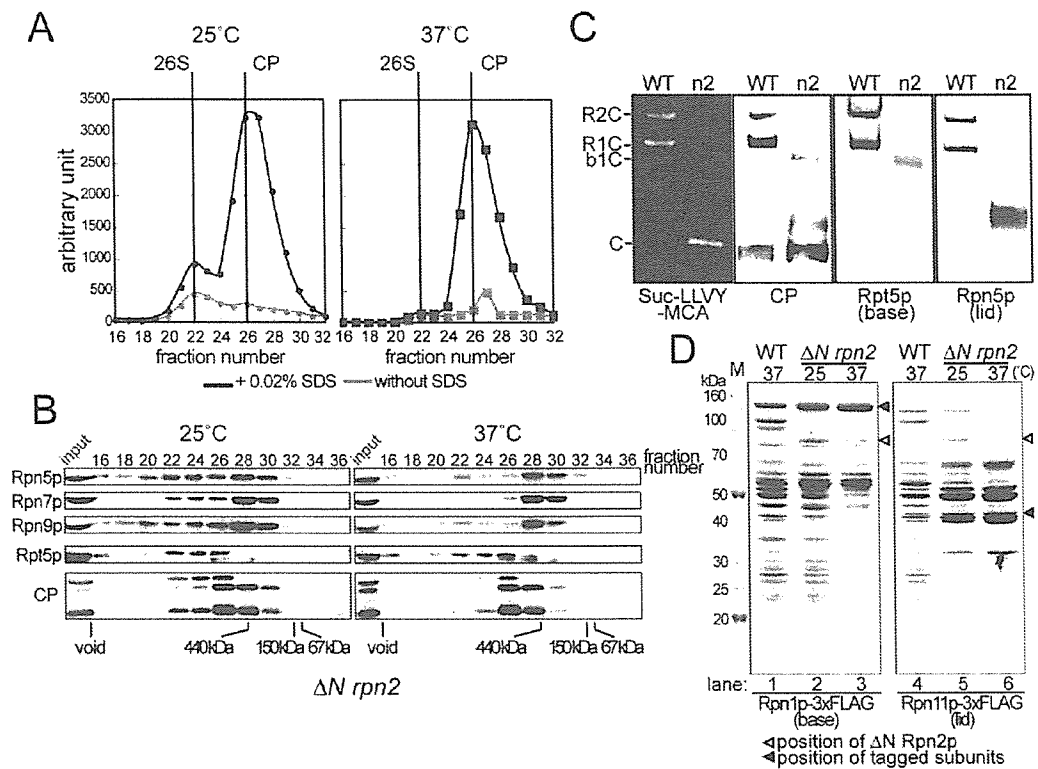 A
25˚C
37˚C
26S
CP
26S
CP
3500
3000
2500
2000
1500
1000
500
0
arbitrary unit
16 18 20 22 24 26 28 30 32
16 18 20 22 24 26 28 30 32
fraction number
fraction number
+ 0.02% SDS
without SDS
B
25˚C
37˚C
input
16 18 20 22 24 26 28 30 32 34 36
input
16 18 20 22 24 26 28 30 32 34 36
fraction number
Rpn5p
Rpn7p
Rpn9p
Rpt5p
CP
void
440kDa
150kDa
67kDa
void
440kDa
150kDa
67kDa
ΔN rpn2
C
WT n2
WT n2
WT n2
WT n2
R2C
R1C
b1C
C
Suc-LLVY
-MCA
CP
Rpt5p
(base)
Rpn5p
(lid)
D
WT
ΔN rpn2
WT
ΔN rpn2
M
37 25 37
37 25 37 (˚C)
kDa
160
100
70
50
40
30
25
20
lane:
1 2 3
4 5 6
Rpn1p-3xFLAG
(base)
Rpn11p-3xFLAG
(lid)
position of ΔN Rpn2p
position of tagged subunits